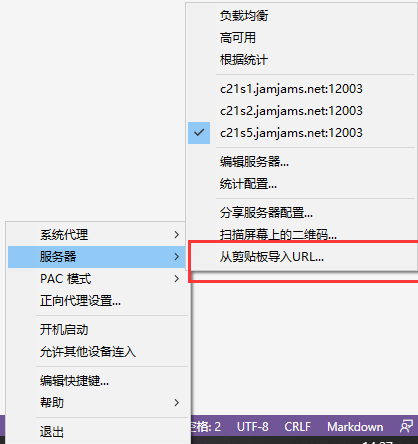 负载均衡
高可用
根据统计
c21s1.jamjams.net:12003
c21s2.jamjams.net:12003
c21s5.jamjams.net:12003
编辑服务器...
统计配置...
分享服务器配置...
扫描屏幕上的二维码...
从剪贴板导入URL...
系统代理
服务器
PAC 模式
正向代理设置...
开机启动
允许其他设备连入
编辑快捷键...
帮助
退出
空格: 2 UTF-8 CRLF Markdown